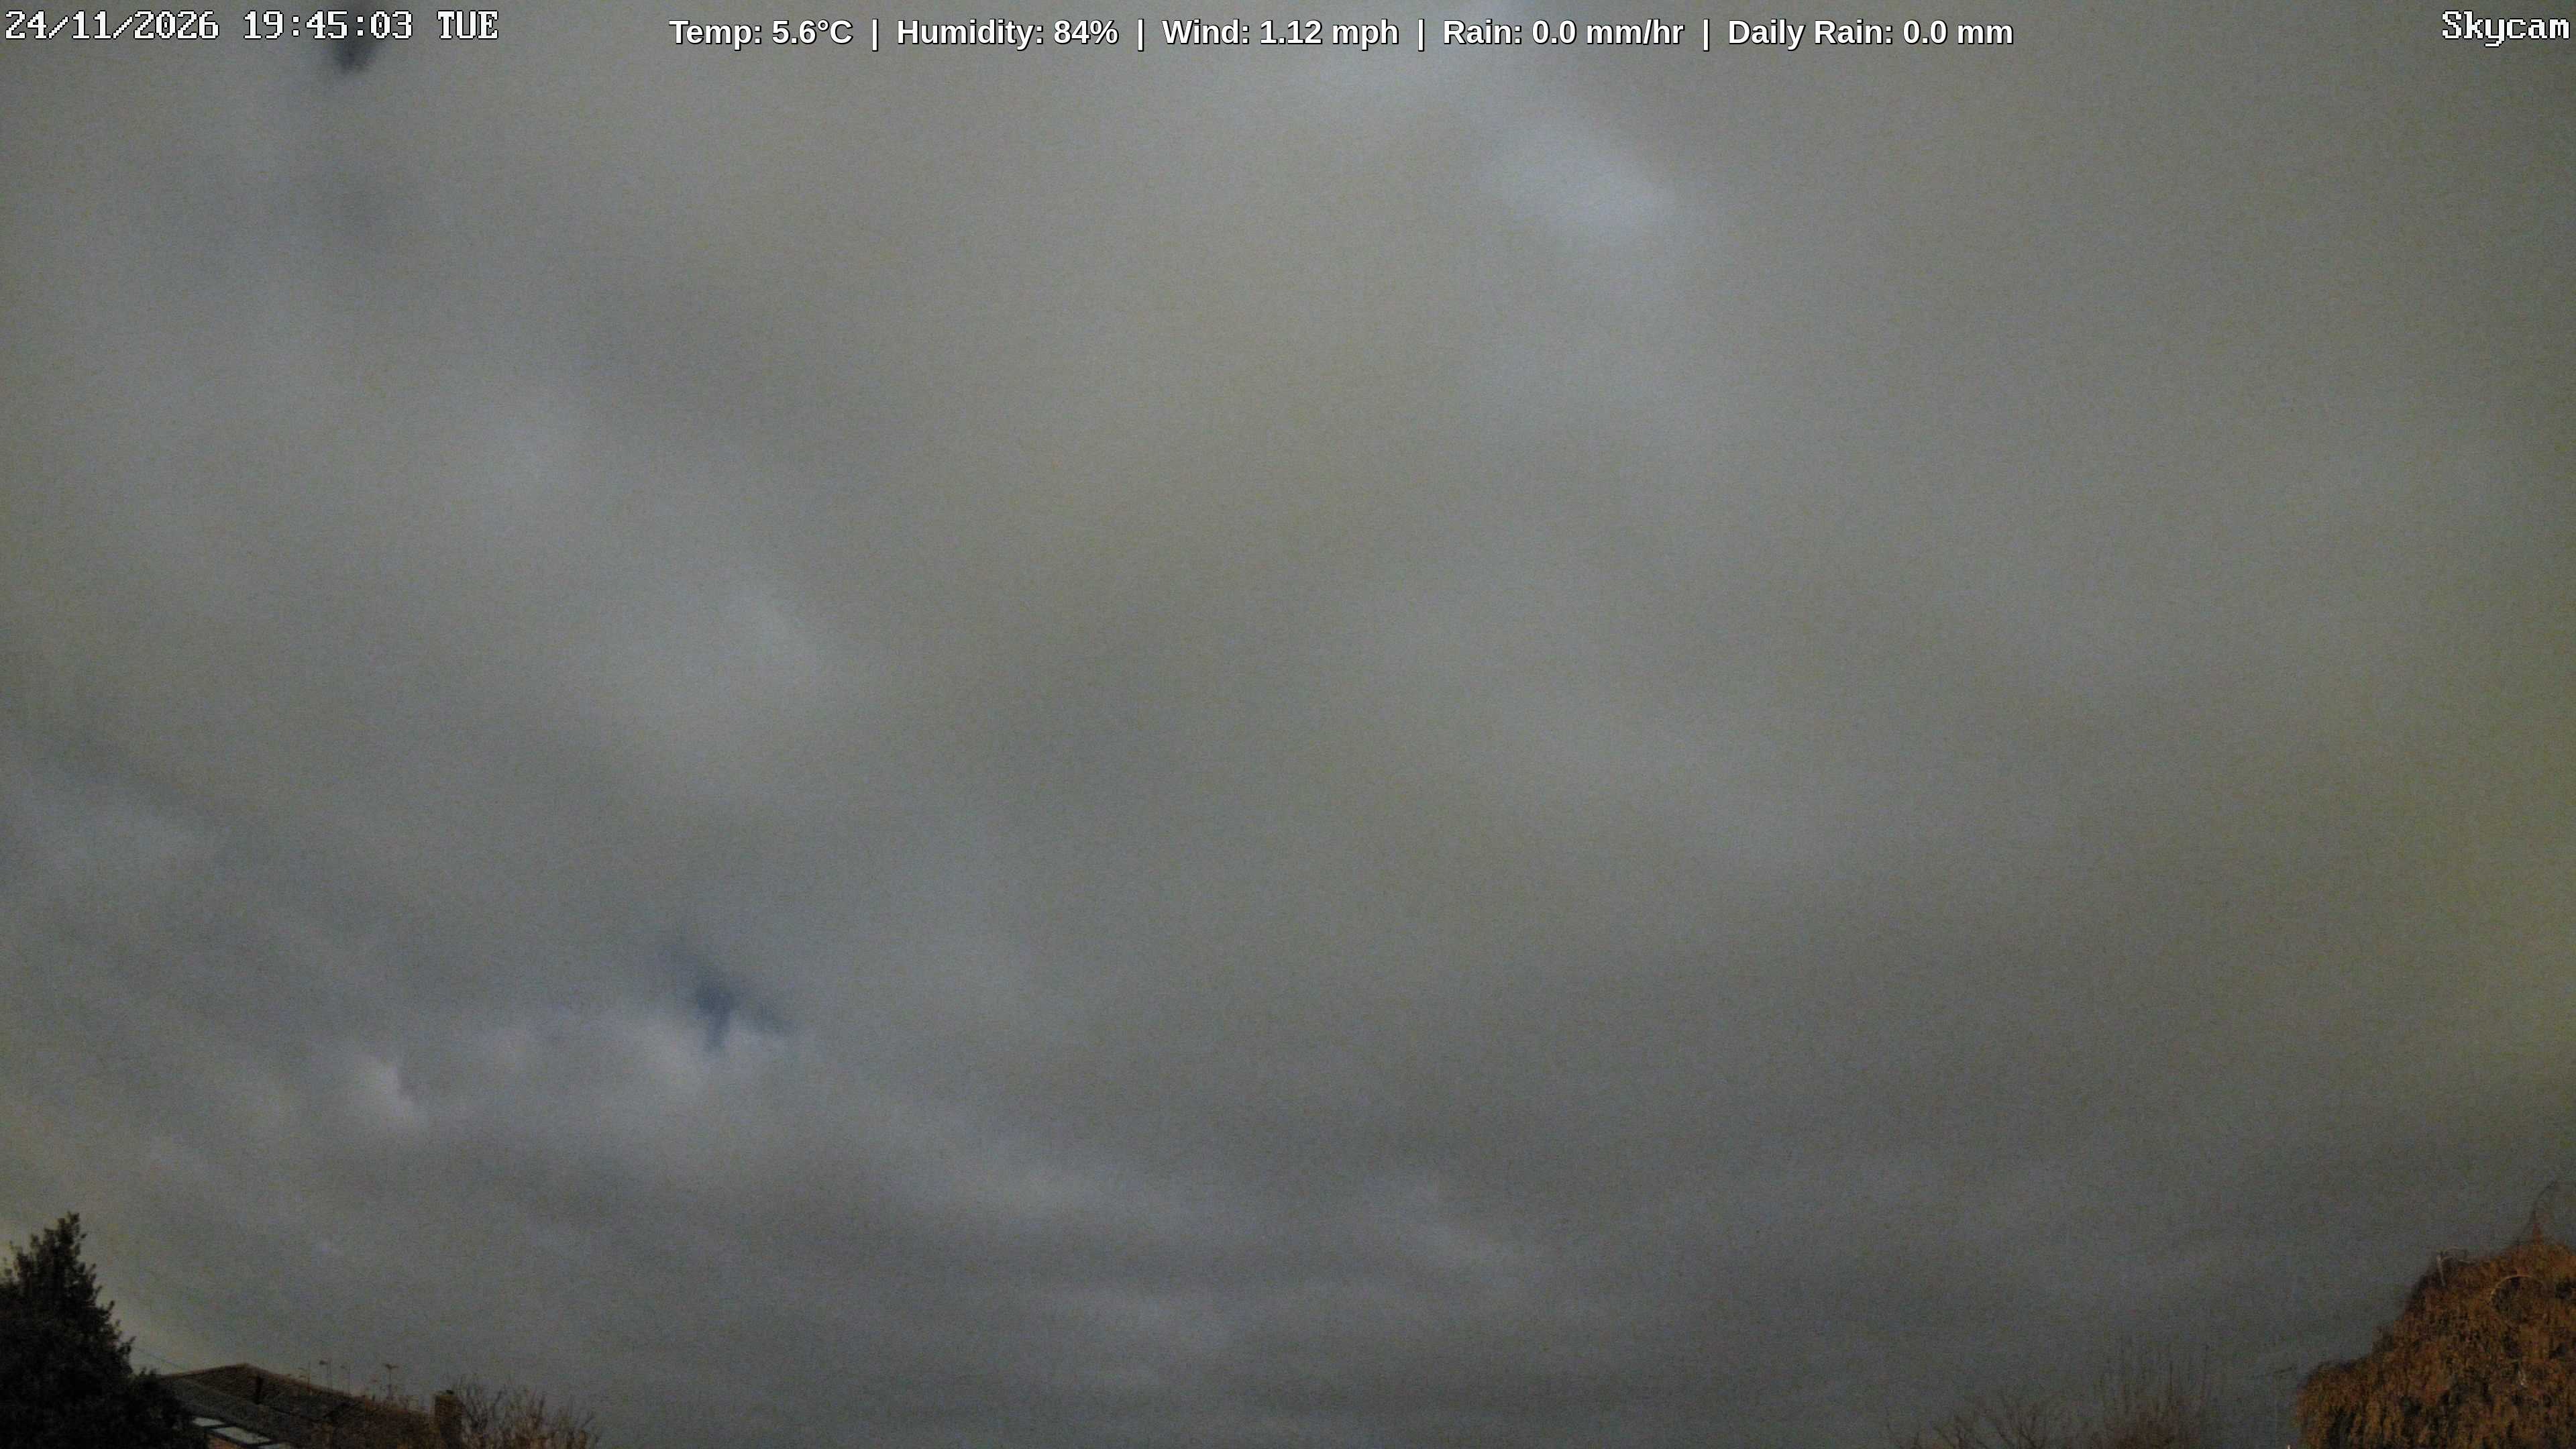 24/11/2026 19:45:03 TUE
Temp: 5.6°C | Humidity: 84% | Wind: 1.12 mph | Rain: 0.0 mm/hr | Daily Rain: 0.0 mm
Skycam